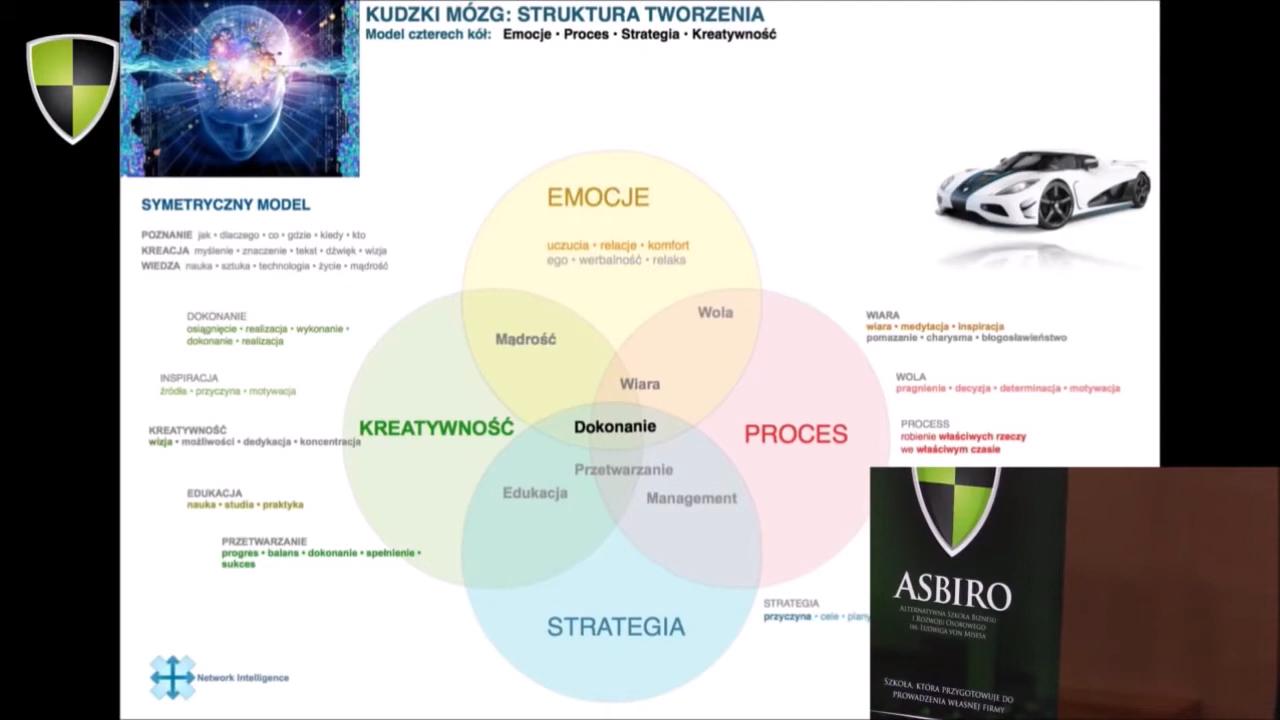 KUDZKI MÓZG: STRUKTURA TWORZENIA
Model czterech kół: Emocje • Proces • Strategia • Kreatywność
SYMETRYCZNY MODEL
POZNANIE jak • dlaczego • co • gdzie • kiedy • kto
KREACJA myślenie • znaczenie • tekst • dźwięk • wizja
WIEDZA nauka • sztuka • technologia • życie • mądrość
DOKONANIE
osiągnięcie • realizacja • wykonanie •
dokonanie • realizacja
INSPIRACJA
źródła • przyczyna • motywacja
KREATYWNOŚĆ
wizja • możliwości • dedykacja • koncentracja
EDUKACJA
nauka • studia • praktyka
PRZETWARZANIE
progres • balans • dokonanie • spełnienie •
sukces
Network Intelligence
EMOCJE
uczucia • relacje • komfort
ego • werbalność • relaks
Wola
Mądrość
Wiara
KREATYWNOŚĆ
Dokonanie
PROCES
Przetwarzanie
Edukacja
Management
STRATEGIA
WIARA
wiara • medytacja • inspiracja
pomazanie • charysma • błogosławieństwo
WOLA
pragnienie • decyzja • determinacja • motywacja
PROCESS
robienie właściwych rzeczy
we właściwym czasie
STRATEGIA
przyczyna • cele • plany
ASBIRO
ALTERNATYWNA SZKOŁA BIZNESU
I ROZWOJU OSOBOWEGO
IM. LUDWIGA VON MISESA
SZKOŁA, KTÓRA PRZYGOTOWUJE DO
PROWADZENIA WŁASNEJ FIRMY